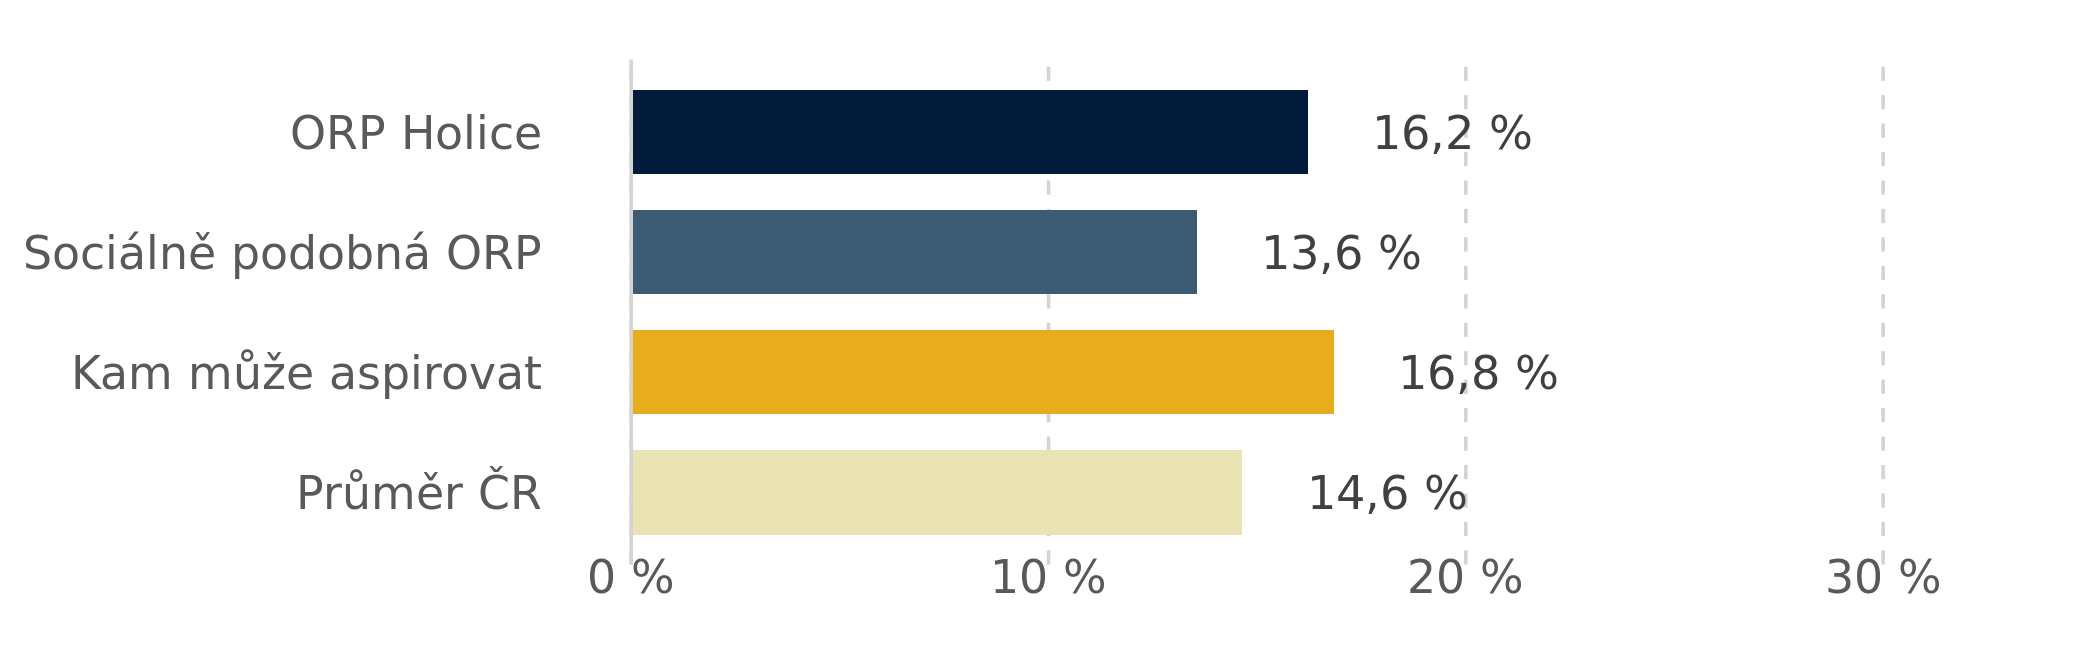 ORP Holice 16,2 %
Sociálně podobná ORP 13,6 %
Kam může aspirovat 16,8 %
Průměr ČR 14,6 %
0 % 10 % 20 % 30 %